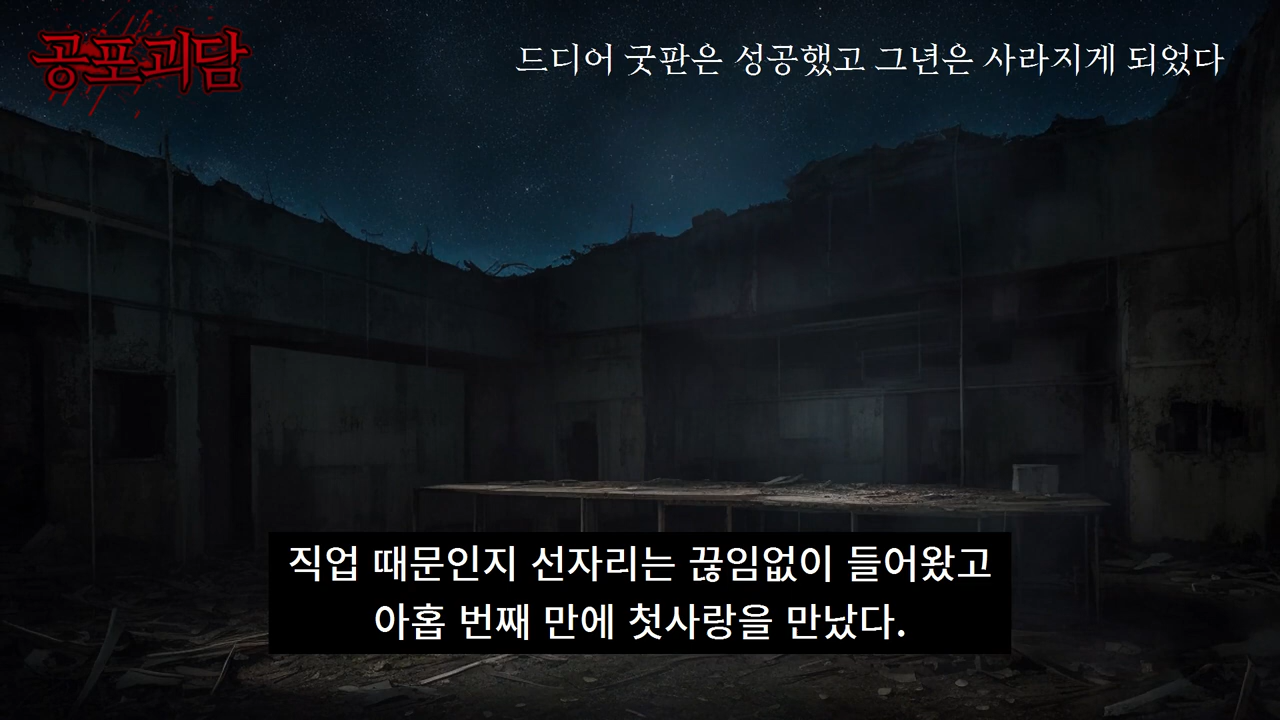 공포괴담
드디어 굿판은 성공했고 그년은 사라지게 되었다
직업 때문인지 선자리는 끊임없이 들어왔고
아홉 번째 만에 첫사랑을 만났다.